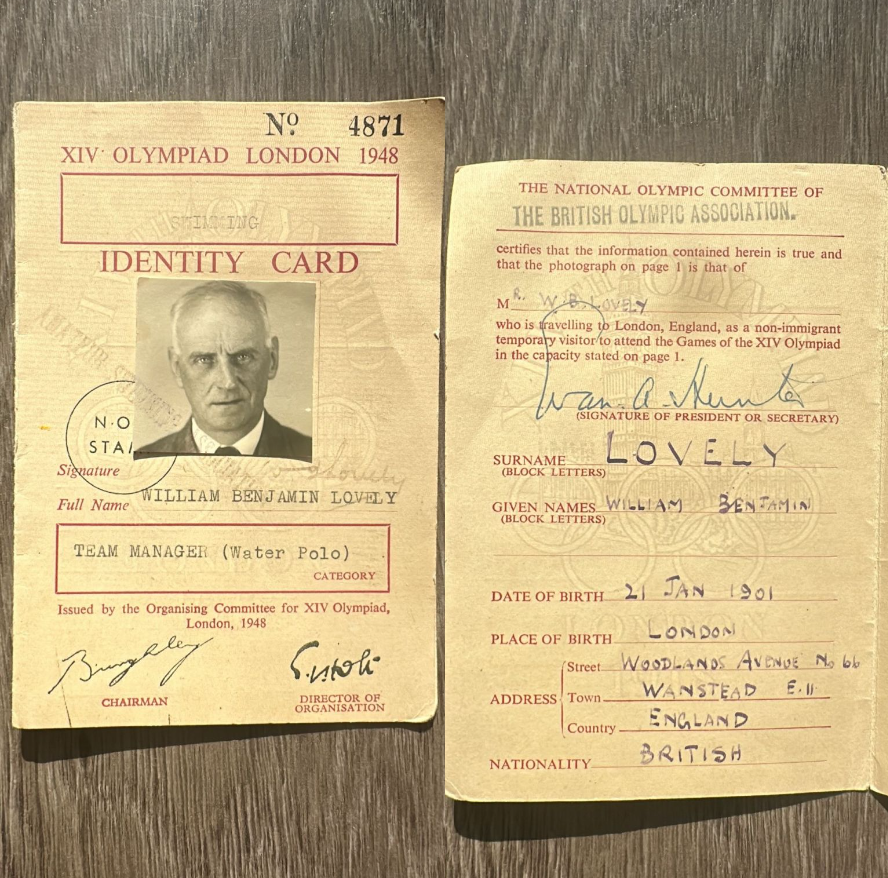 Nº 4871
XIV OLYMPIAD LONDON 1948
SWIMMING
IDENTITY CARD
N·O
STA
Signature Lovely
Full Name WILLIAM BENJAMIN LOVELY
TEAM MANAGER (Water Polo)
CATEGORY
Issued by the Organising Committee for XIV Olympiad,
London, 1948
Burghley
CHAIRMAN
DIRECTOR OF
ORGANISATION
THE NATIONAL OLYMPIC COMMITTEE OF
THE BRITISH OLYMPIC ASSOCIATION.
certifies that the information contained herein is true and
that the photograph on page 1 is that of
MR. W. B. LOVELY
who is travelling to London, England, as a non-immigrant
temporary visitor to attend the Games of the XIV Olympiad
in the capacity stated on page 1.
Evan A. Hunter
(SIGNATURE OF PRESIDENT OR SECRETARY)
SURNAME LOVELY
(BLOCK LETTERS)
GIVEN NAMES WILLIAM BENJAMIN
(BLOCK LETTERS)
DATE OF BIRTH 21 JAN 1901
PLACE OF BIRTH LONDON
Street WOODLANDS AVENUE No 66
ADDRESS Town WANSTEAD E.11
Country ENGLAND
NATIONALITY BRITISH